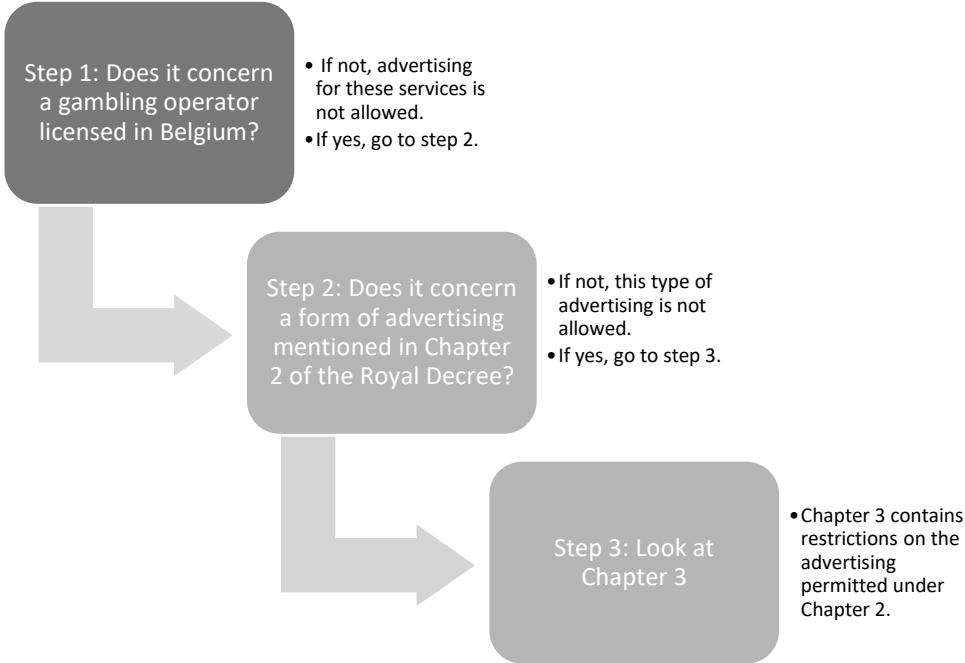 Step 1: Does it concern
a gambling operator
licensed in Belgium?
• If not, advertising
for these services is
not allowed.
•If yes, go to step 2.
Step 2: Does it concern
a form of advertising
mentioned in Chapter
2 of the Royal Decree?
•If not, this type of
advertising is not
allowed.
•If yes, go to step 3.
Step 3: Look at
Chapter 3
•Chapter 3 contains
restrictions on the
advertising
permitted under
Chapter 2.